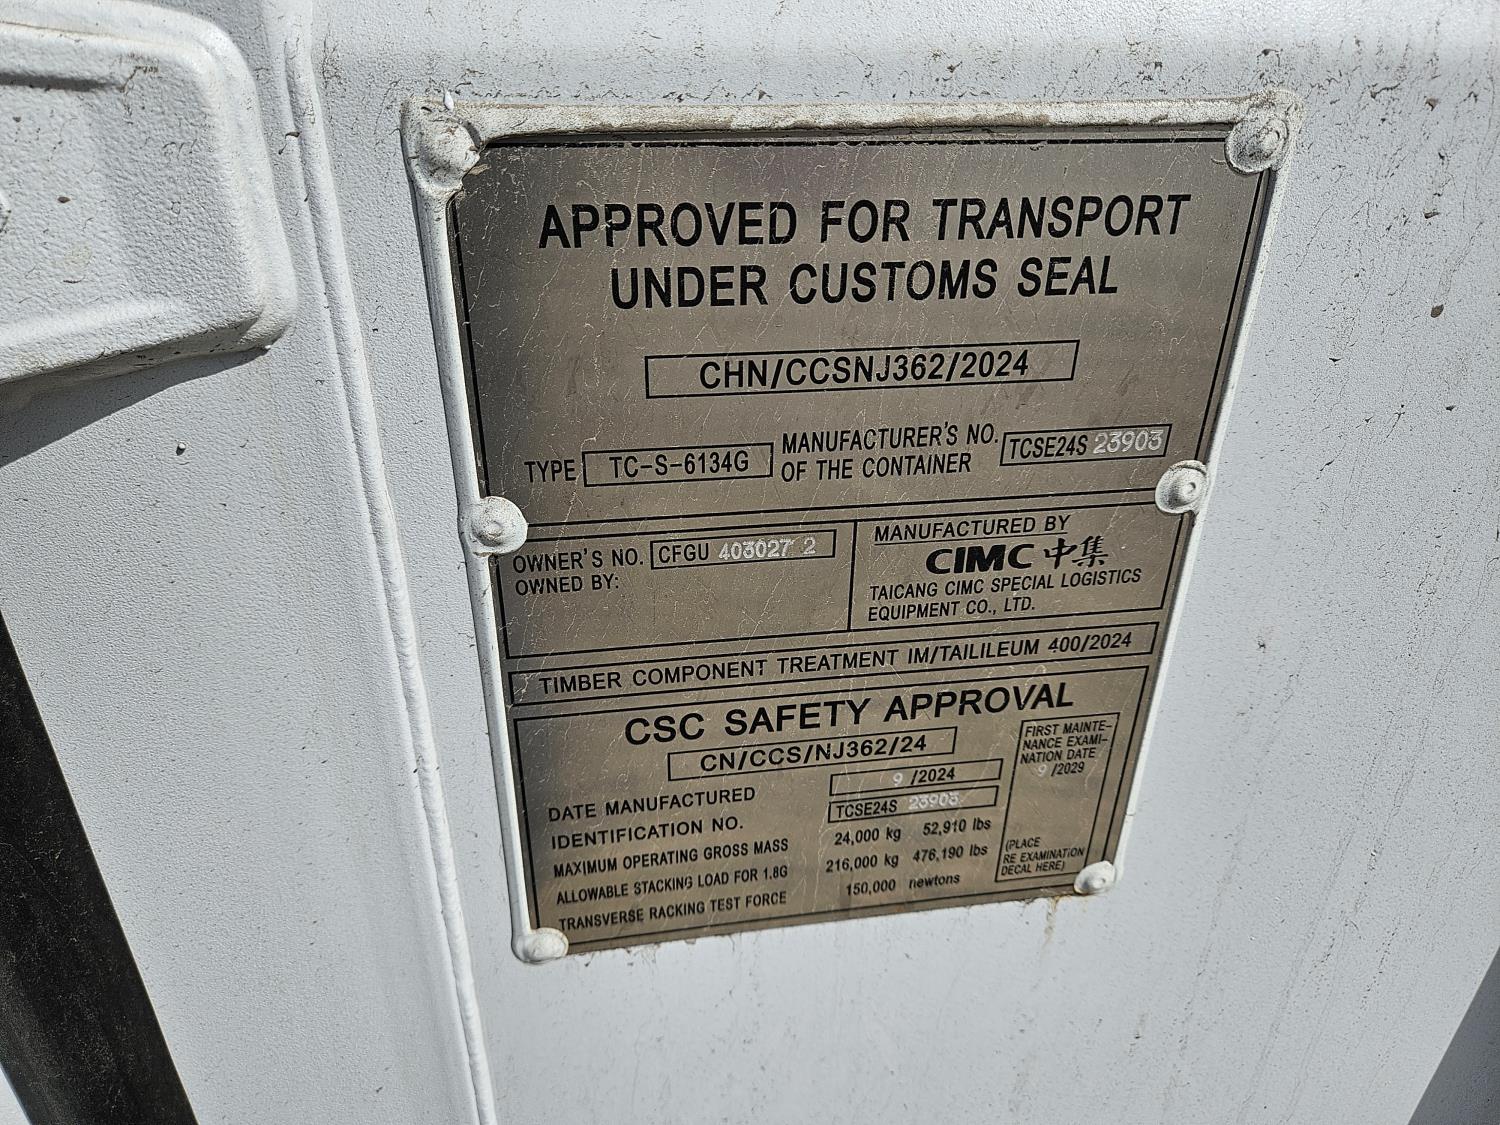 APPROVED FOR TRANSPORT
UNDER CUSTOMS SEAL
CHN/CCSNJ362/2024
TYPE TC-S-6134G MANUFACTURER'S NO. OF THE CONTAINER TCSE24S 23903
OWNER'S NO. CFGU 403027 2
OWNED BY:
MANUFACTURED BY
CIMC 中集
TAICANG CIMC SPECIAL LOGISTICS
EQUIPMENT CO., LTD.
TIMBER COMPONENT TREATMENT IM/TAILILEUM 400/2024
CSC SAFETY APPROVAL
CN/CCS/NJ362/24
DATE MANUFACTURED 9 /2024
IDENTIFICATION NO. TCSE24S 23903
MAXIMUM OPERATING GROSS MASS 24,000 kg 52,910 lbs
ALLOWABLE STACKING LOAD FOR 1.8G 216,000 kg 476,190 lbs
TRANSVERSE RACKING TEST FORCE 150,000 newtons
FIRST MAINTE-
NANCE EXAMI-
NATION DATE
9 /2029
(PLACE
RE EXAMINATION
DECAL HERE)